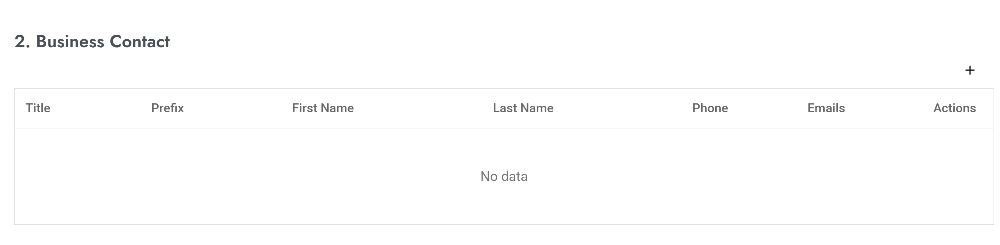 2. Business Contact
+
Title Prefix First Name Last Name Phone Emails Actions
No data